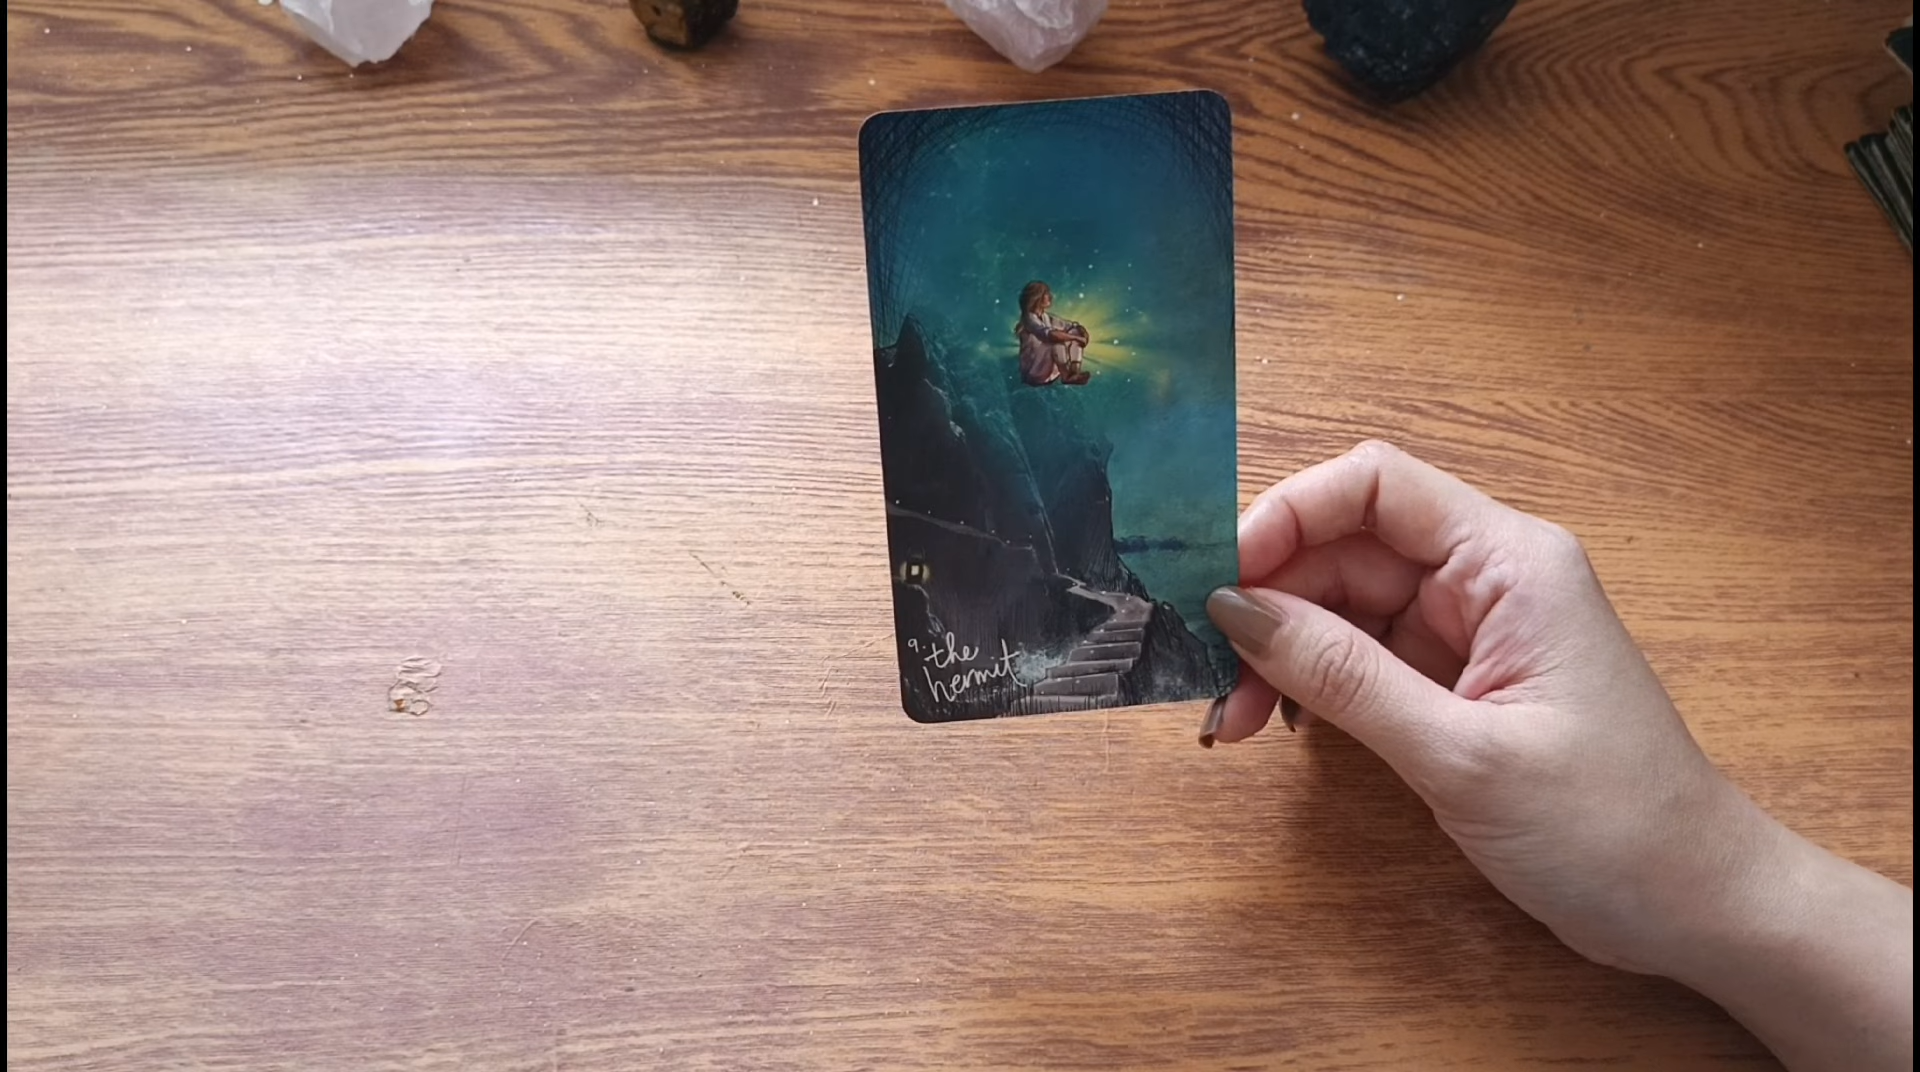 9. the
hermit